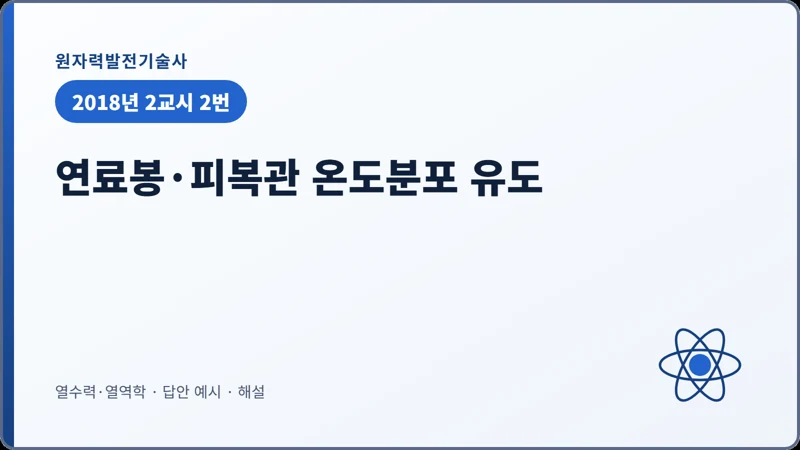 원자력발전기술사
2018년 2교시 2번
연료봉·피복관 온도분포 유도
열수력·열역학 · 답안 예시 · 해설